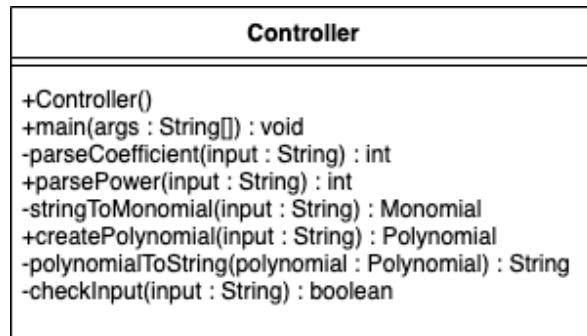 Controller
+Controller()
+main(args : String[]) : void
-parseCoefficient(input : String) : int
+parsePower(input : String) : int
-stringToMonomial(input : String) : Monomial
+createPolynomial(input : String) : Polynomial
-polynomialToString(polynomial : Polynomial) : String
-checkInput(input : String) : boolean